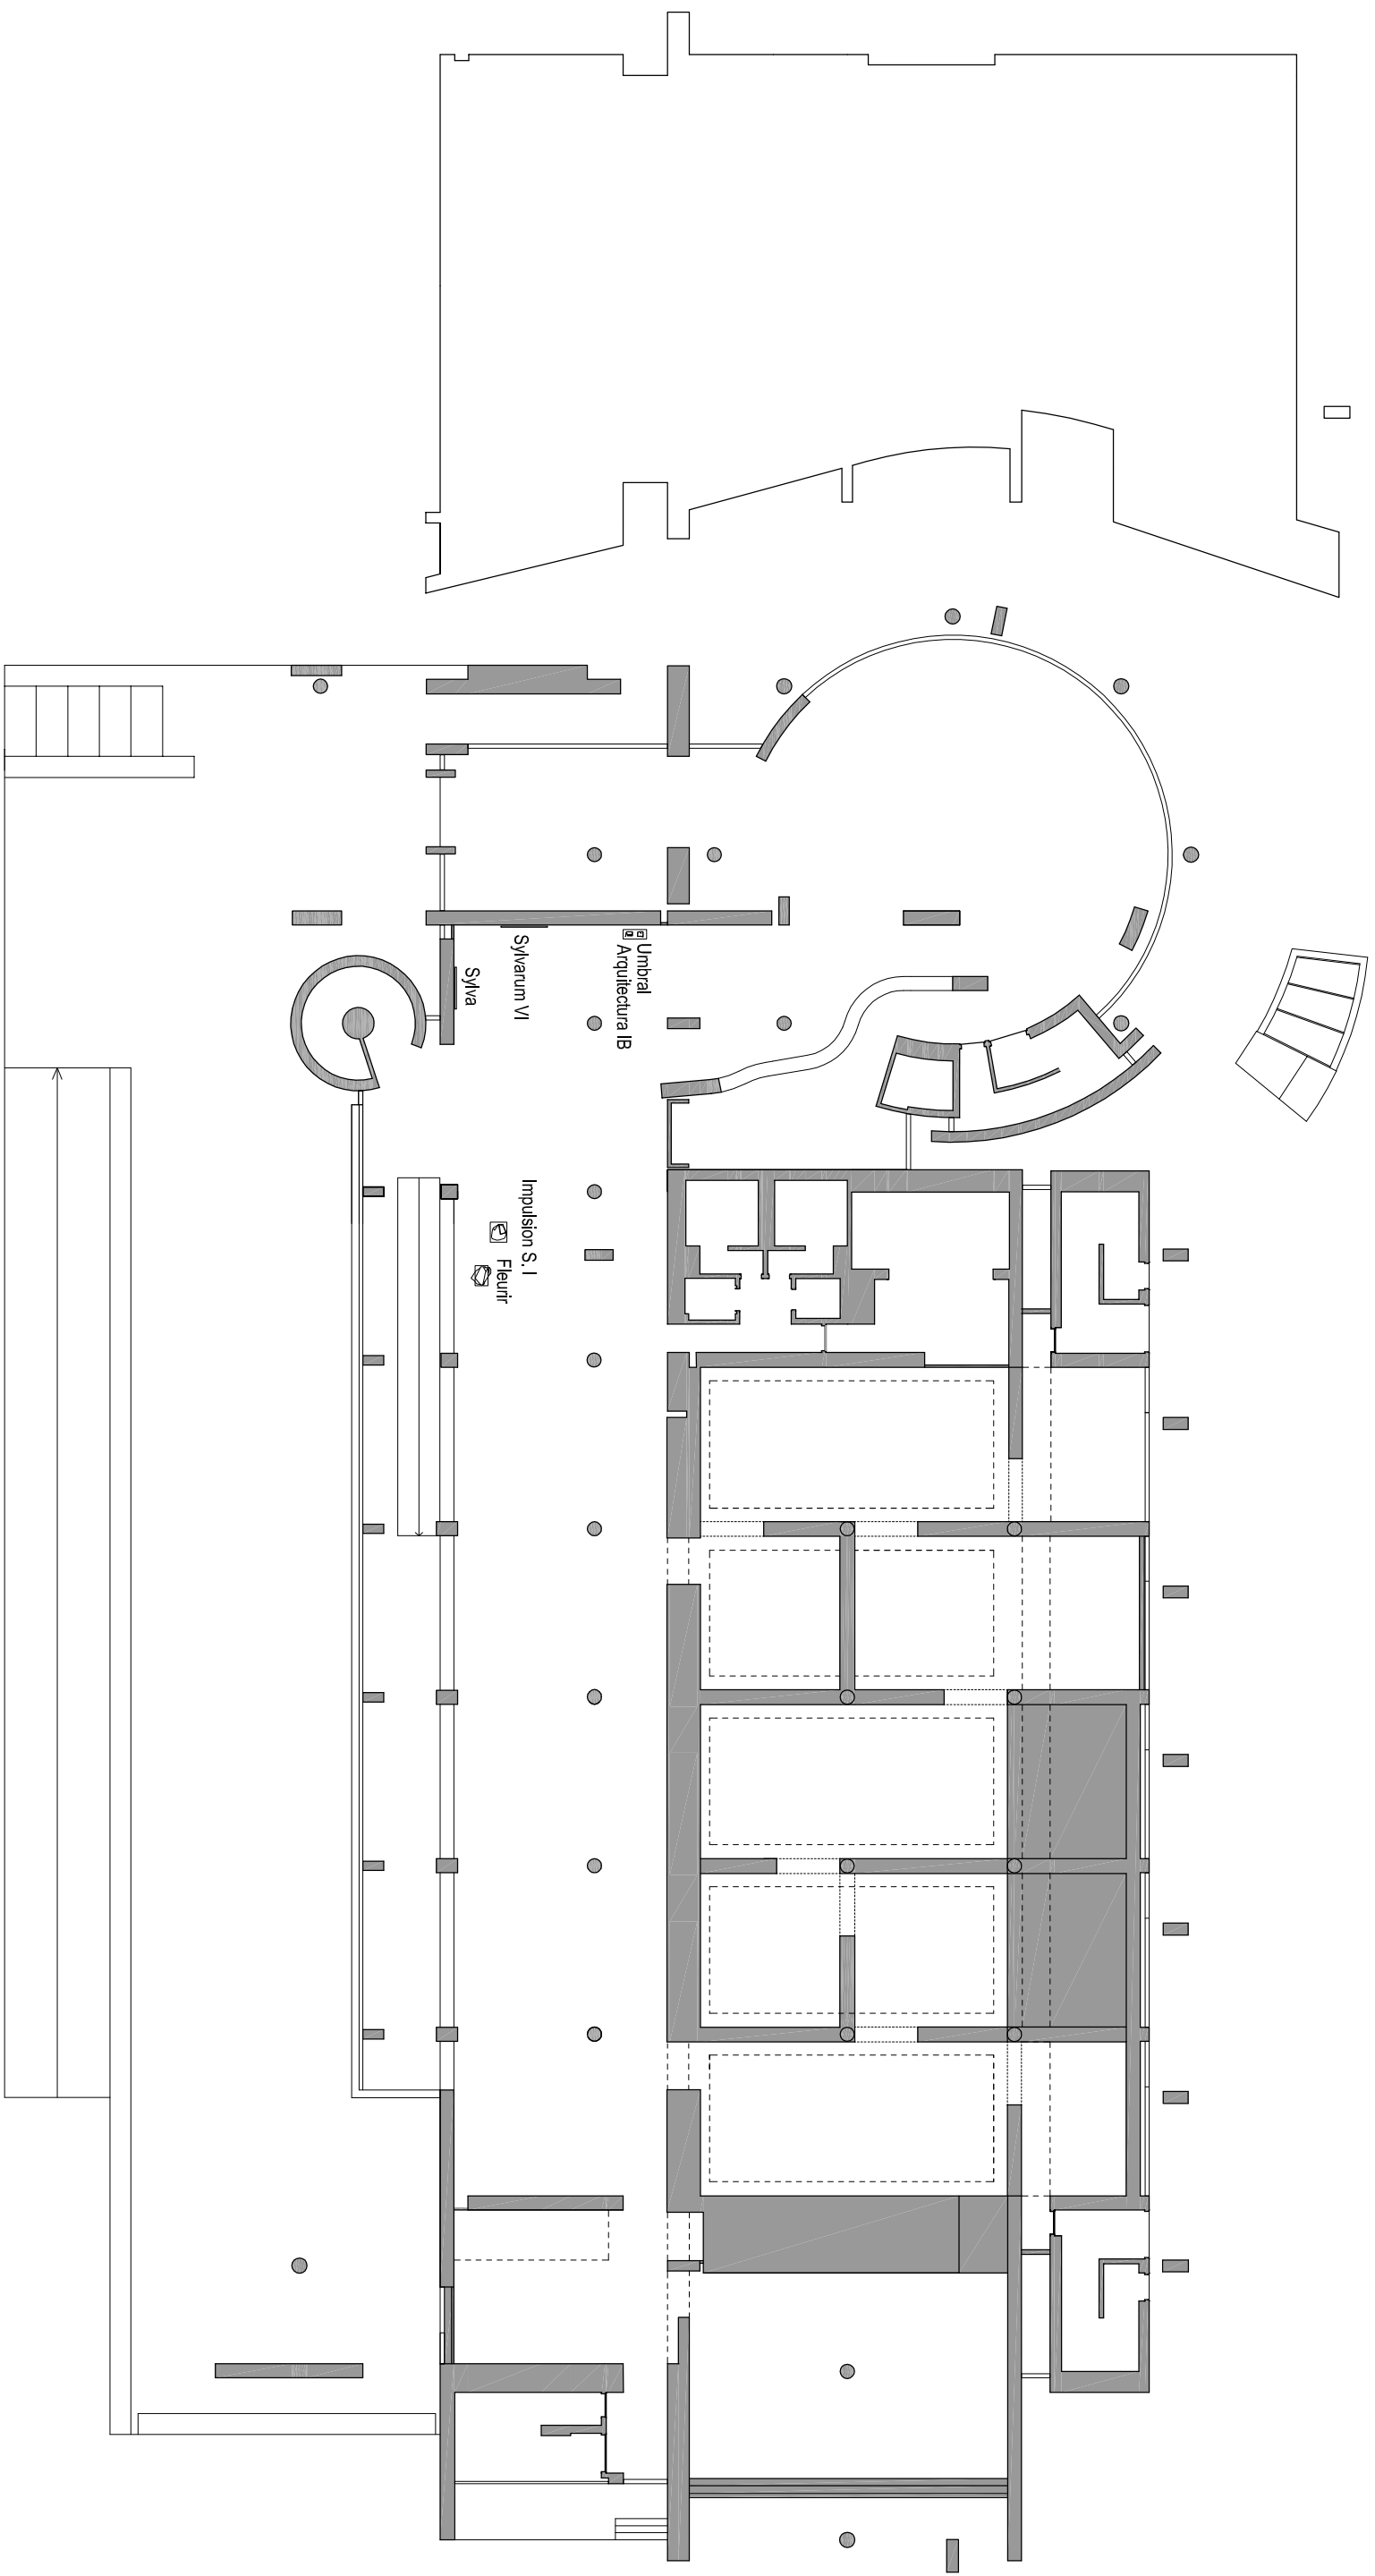 Umbral
Arquitectura IB
Sylvarum VI
Sylva
Impulsion S. I
Fleurir